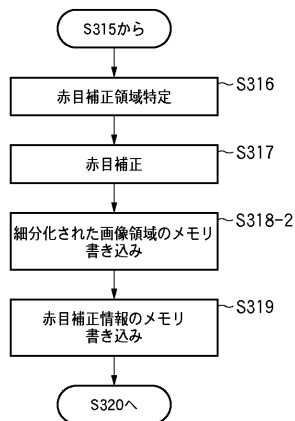 S315から
赤目補正領域特定
S316
赤目補正
S317
細分化された画像領域のメモリ
書き込み
S318-2
赤目補正情報のメモリ
書き込み
S319
S320へ